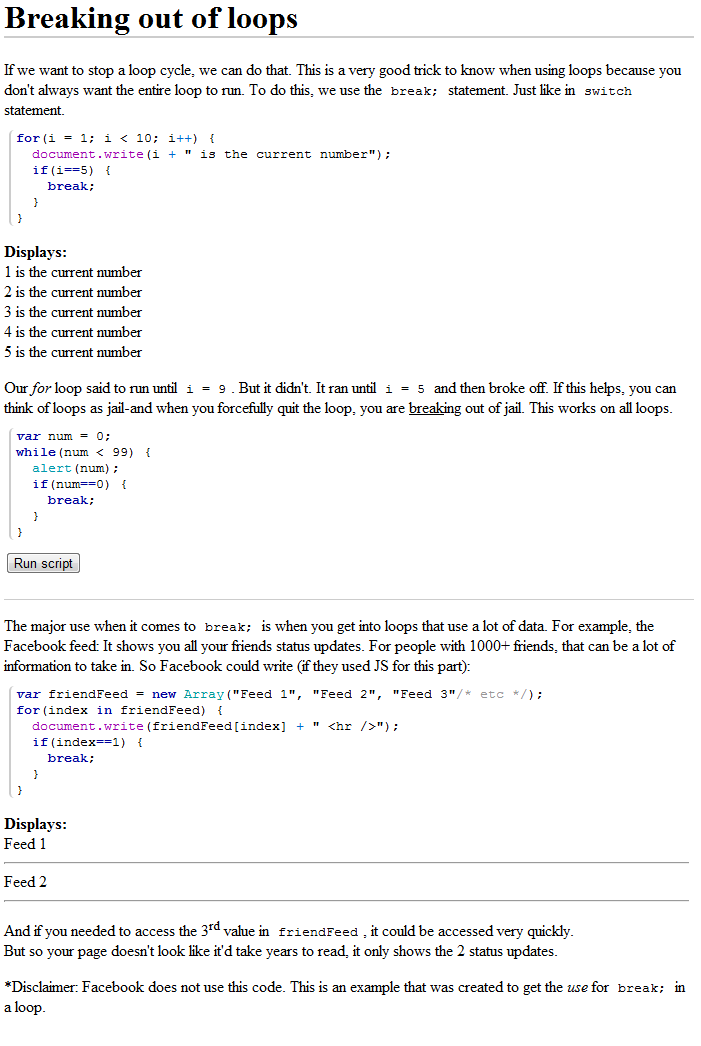 Breaking out of loops
If we want to stop a loop cycle, we can do that. This is a very good trick to know when using loops because you
don't always want the entire loop to run. To do this, we use the break; statement. Just like in switch
statement.
for(i = 1; i < 10; i++) {
document.write(i + " is the current number");
if(i==5) {
break;
}
}
Displays:
1 is the current number
2 is the current number
3 is the current number
4 is the current number
5 is the current number
Our for loop said to run until i = 9 . But it didn't. It ran until i = 5 and then broke off. If this helps, you can
think of loops as jail-and when you forcefully quit the loop, you are breaking out of jail. This works on all loops.
var num = 0;
while(num < 99) {
alert(num);
if(num==0) {
break;
}
}
Run script
The major use when it comes to break; is when you get into loops that use a lot of data. For example, the
Facebook feed: It shows you all your friends status updates. For people with 1000+ friends, that can be a lot of
information to take in. So Facebook could write (if they used JS for this part):
var friendFeed = new Array("Feed 1", "Feed 2", "Feed 3"/* etc */);
for(index in friendFeed) {
document.write(friendFeed[index] + " <hr />");
if(index==1) {
break;
}
}
Displays:
Feed 1
Feed 2
And if you needed to access the 3rd value in friendFeed , it could be accessed very quickly.
But so your page doesn't look like it'd take years to read, it only shows the 2 status updates.
*Disclaimer: Facebook does not use this code. This is an example that was created to get the use for break; in
a loop.